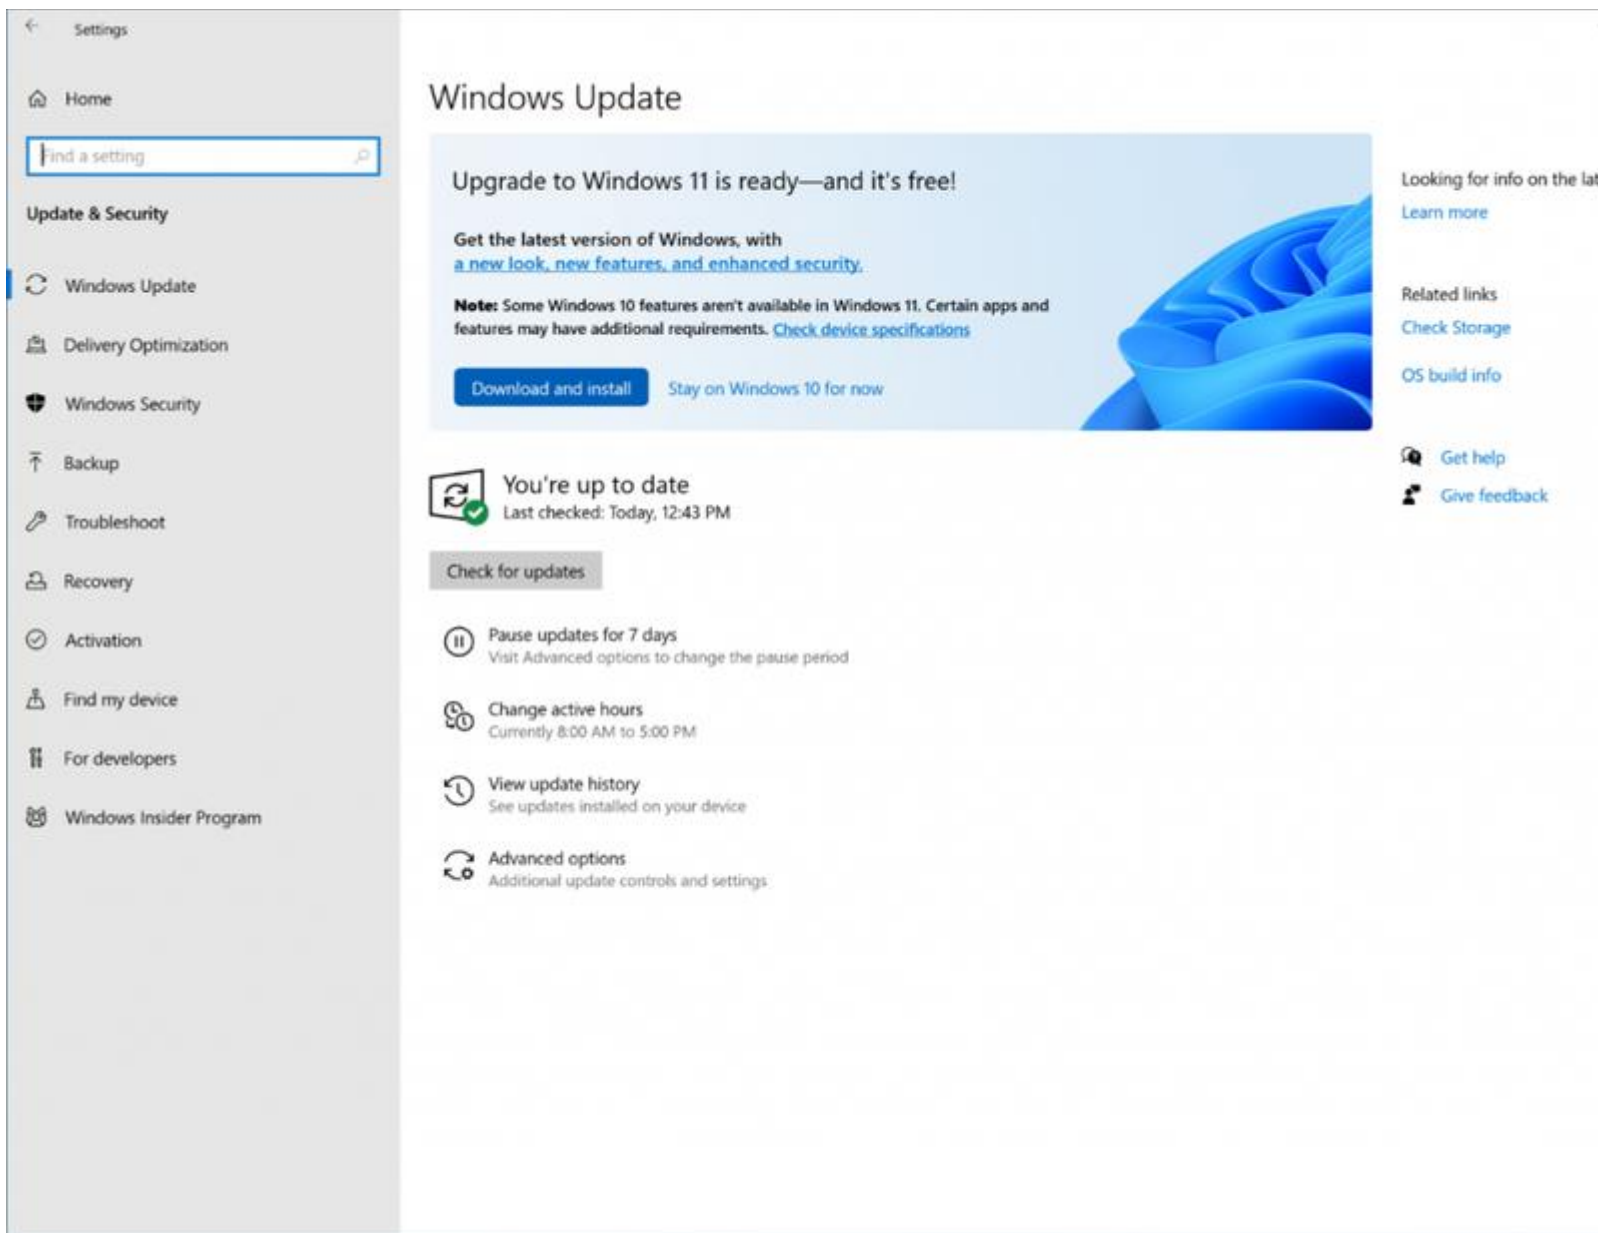 Settings
Home
Find a setting
Update & Security
Windows Update
Delivery Optimization
Windows Security
Backup
Troubleshoot
Recovery
Activation
Find my device
For developers
Windows Insider Program
Windows Update
Upgrade to Windows 11 is ready—and it's free!
Get the latest version of Windows, with
a new look, new features, and enhanced security.
Note: Some Windows 10 features aren't available in Windows 11. Certain apps and
features may have additional requirements. Check device specifications
Download and install
Stay on Windows 10 for now
You're up to date
Last checked: Today, 12:43 PM
Check for updates
Pause updates for 7 days
Visit Advanced options to change the pause period
Change active hours
Currently 8:00 AM to 5:00 PM
View update history
See updates installed on your device
Advanced options
Additional update controls and settings
Looking for info on the lat
Learn more
Related links
Check Storage
OS build info
Get help
Give feedback